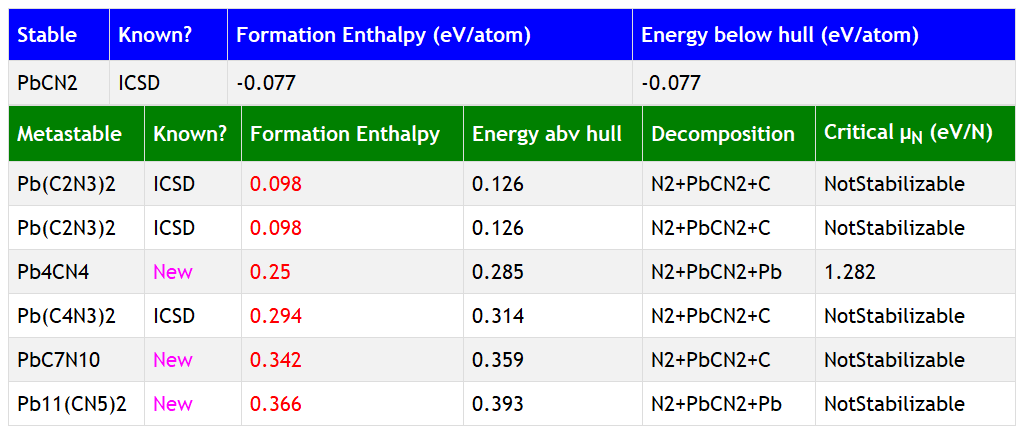 Stable Known? Formation Enthalpy (eV/atom) Energy below hull (eV/atom)
PbCN2 ICSD -0.077 -0.077
Metastable Known? Formation Enthalpy Energy abv hull Decomposition Critical μN (eV/N)
Pb(C2N3)2 ICSD 0.098 0.126 N2+PbCN2+C NotStabilizable
Pb(C2N3)2 ICSD 0.098 0.126 N2+PbCN2+C NotStabilizable
Pb4CN4 New 0.25 0.285 N2+PbCN2+Pb 1.282
Pb(C4N3)2 ICSD 0.294 0.314 N2+PbCN2+C NotStabilizable
PbC7N10 New 0.342 0.359 N2+PbCN2+C NotStabilizable
Pb11(CN5)2 New 0.366 0.393 N2+PbCN2+Pb NotStabilizable